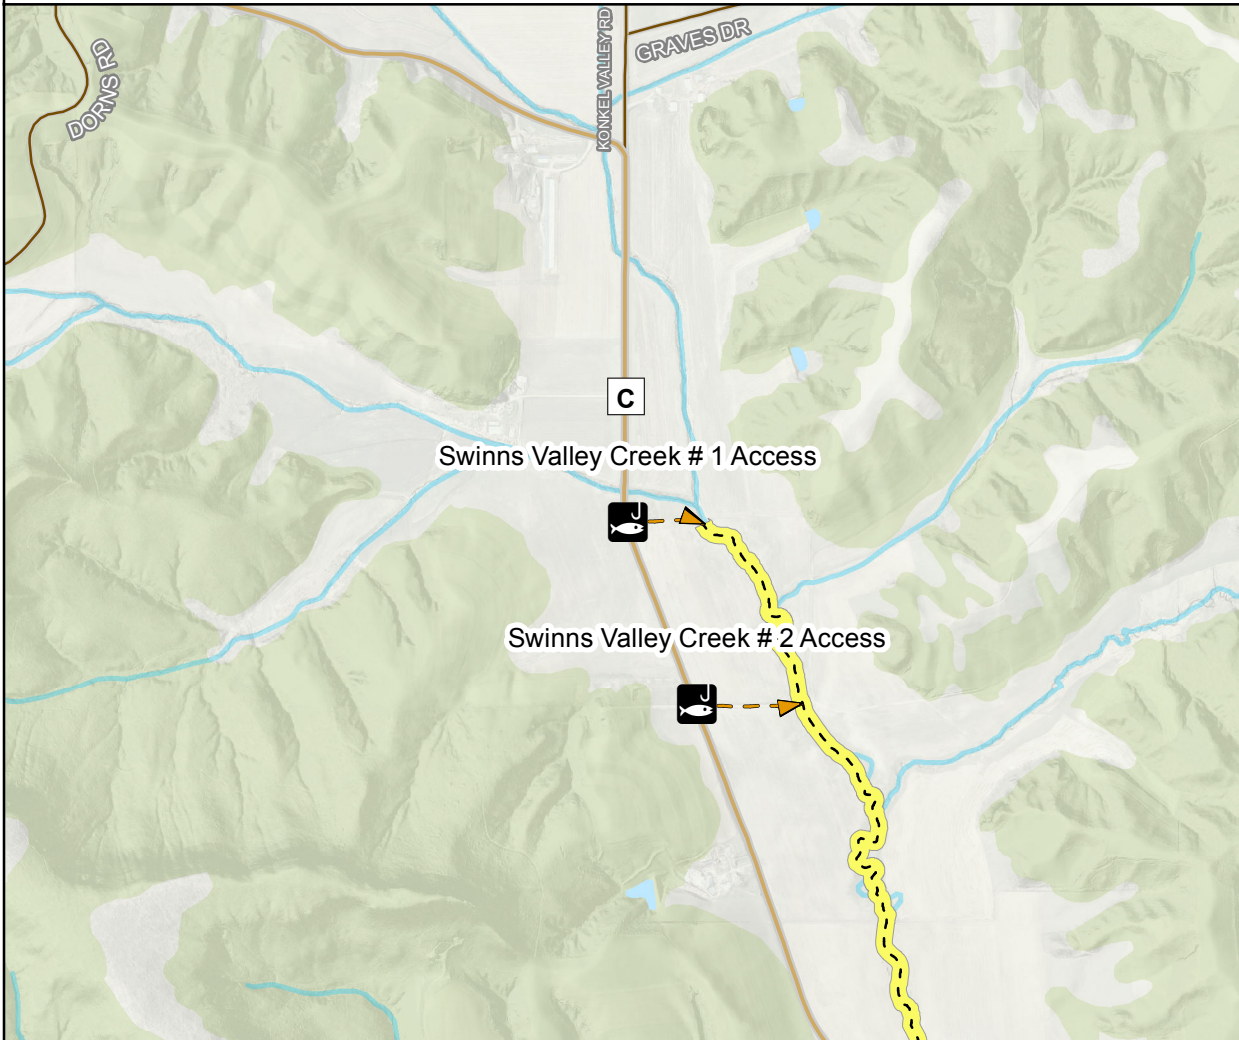 DORNS RD
KONKEL VALLEY RD
GRAVES DR
C
Swinns Valley Creek # 1 Access
Swinns Valley Creek # 2 Access